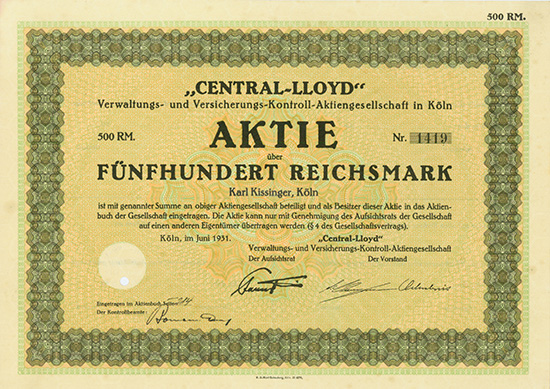 500 RM.
„CENTRAL-LLOYD”
Verwaltungs- und Versicherungs-Kontroll-Aktiengesellschaft in Köln
500 RM. AKTIE Nr. 1419
über
FÜNFHUNDERT REICHSMARK
Karl Kissinger, Köln
ist mit genannter Summe an obiger Aktiengesellschaft beteiligt und als Besitzer dieser Aktie in das Aktien-
buch der Gesellschaft eingetragen. Die Aktie kann nur mit Genehmigung des Aufsichtsrats der Gesellschaft
auf einen anderen Eigentümer übertragen werden (§ 4 des Gesellschaftsvertrags).
Köln, im Juni 1931. „Central-Lloyd”
Verwaltungs- und Versicherungs-Kontroll-Aktiengesellschaft
Der Aufsichtsrat Der Vorstand
Eingetragen im Aktienbuch Seite
Der Kontrollbeamte: